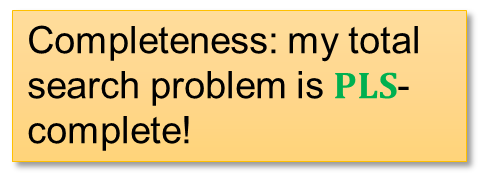 Completeness: my total
search problem is PLS-
complete!